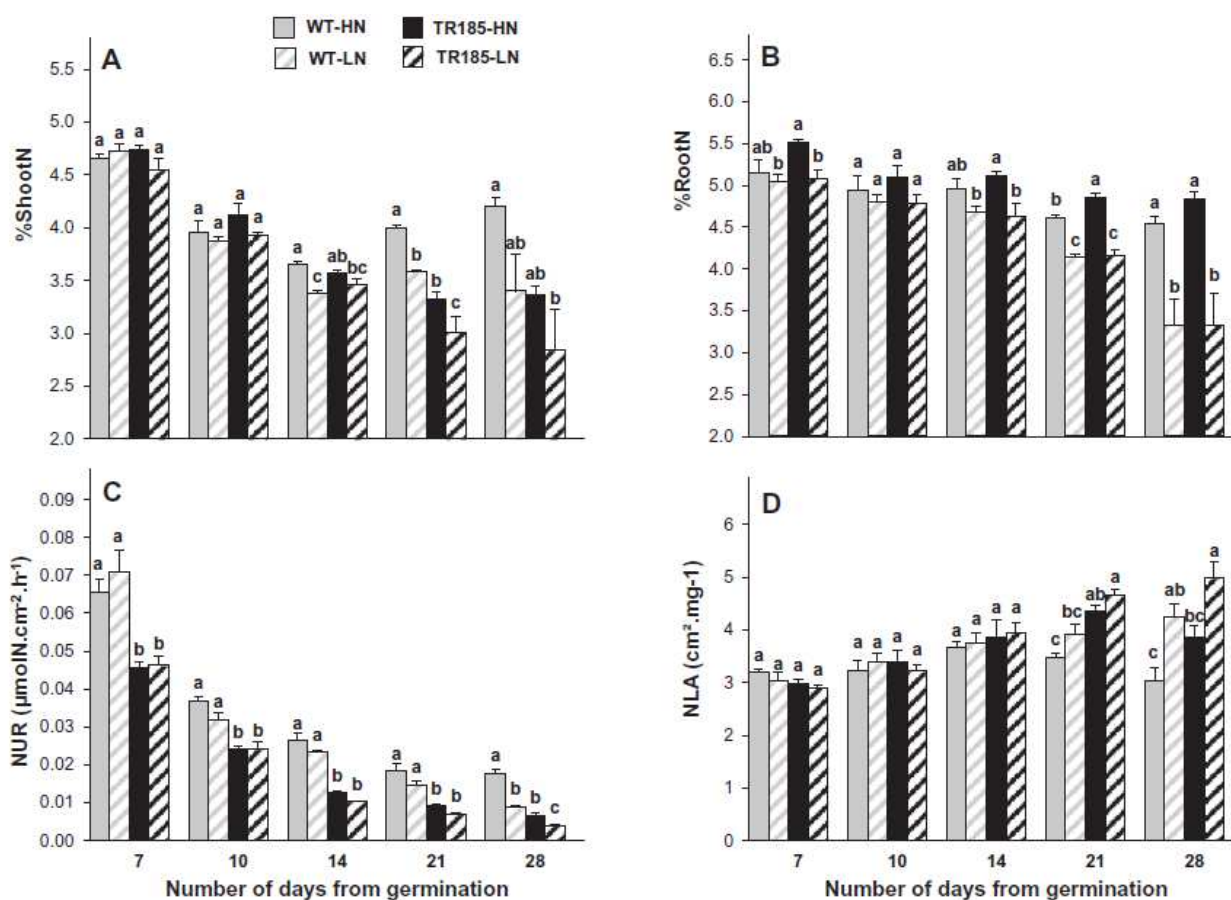 WT-HN TR185-HN
WT-LN TR185-LN
A
%ShootN
5.5
5.0
4.5
4.0
3.5
3.0
2.5
2.0
a a a a
a a a a
a c ab bc
a b b c
a ab ab b
B
%RootN
6.5
6.0
5.5
5.0
4.5
4.0
3.5
3.0
2.5
2.0
ab b a b
a a a a
ab b a b
b c a c
a b a b
C
NUR (µmolN.cm-2.h-1)
0.09
0.08
0.07
0.06
0.05
0.04
0.03
0.02
0.01
0.00
a a b b
a a b b
a a b b
a a b b
a b b c
7 10 14 21 28
Number of days from germination
D
NLA (cm².mg-1)
6
5
4
3
2
1
0
a a a a
a a a a
a a a a
c bc ab a
c ab bc a
7 10 14 21 28
Number of days from germination